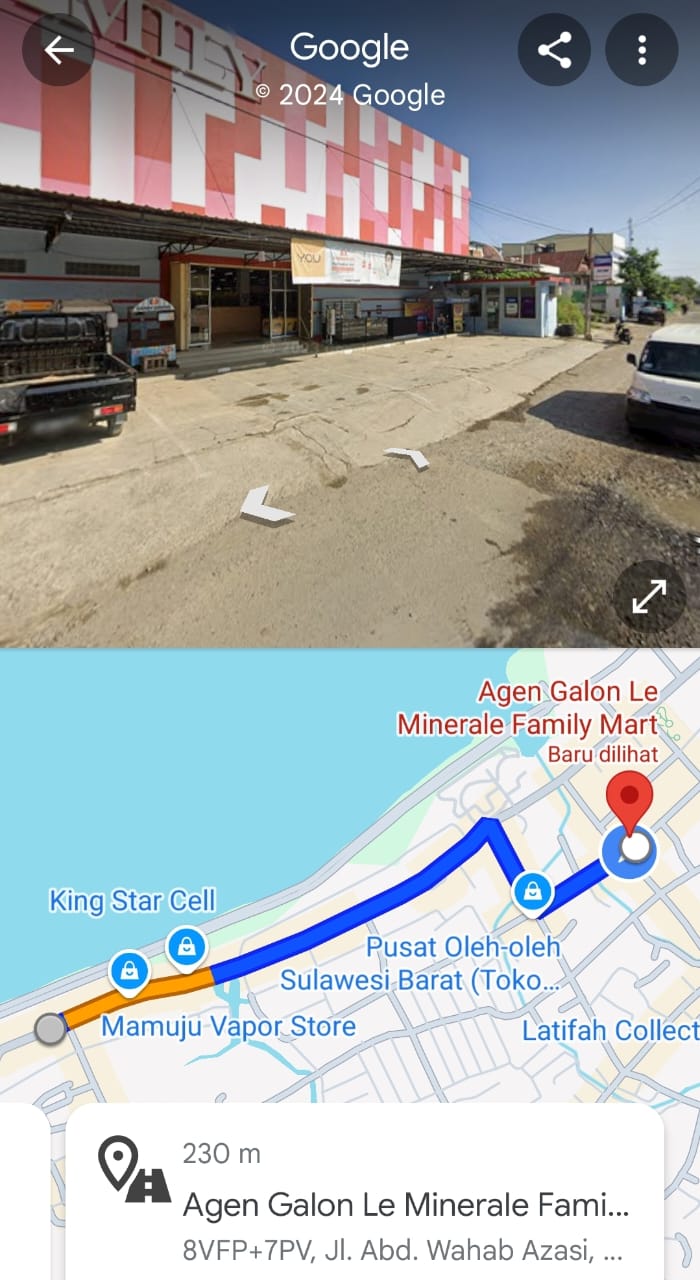 Google
© 2024 Google
YOU
Agen Galon Le
Minerale Family Mart
Baru dilihat
King Star Cell
Pusat Oleh-oleh
Sulawesi Barat (Toko...
Mamuju Vapor Store
Latifah Collect
230 m
Agen Galon Le Minerale Fami...
8VFP+7PV, Jl. Abd. Wahab Azasi, ...